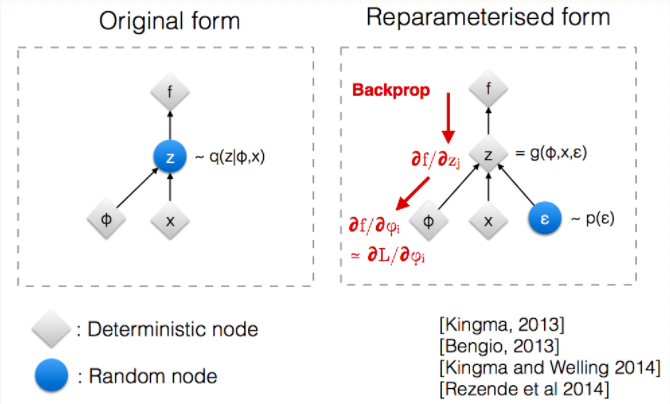 Original form
f
z ~ q(z|φ,x)
φ x
Reparameterised form
Backprop
f
∂f/∂zⱼ z = g(φ,x,ε)
∂f/∂φᵢ φ x ε ~ p(ε)
≃ ∂L/∂φᵢ
: Deterministic node
: Random node
[Kingma, 2013]
[Bengio, 2013]
[Kingma and Welling 2014]
[Rezende et al 2014]